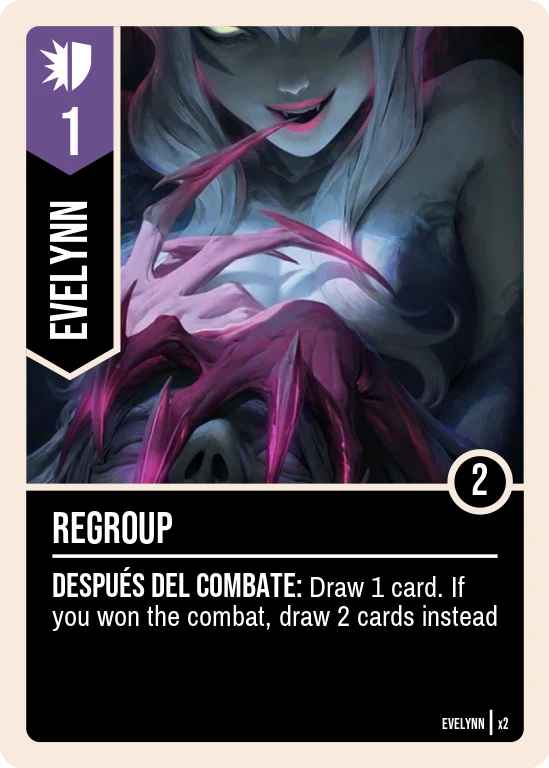 1
EVELYNN
2
REGROUP
DESPUÉS DEL COMBATE: Draw 1 card. If
you won the combat, draw 2 cards instead
EVELYNN | x2